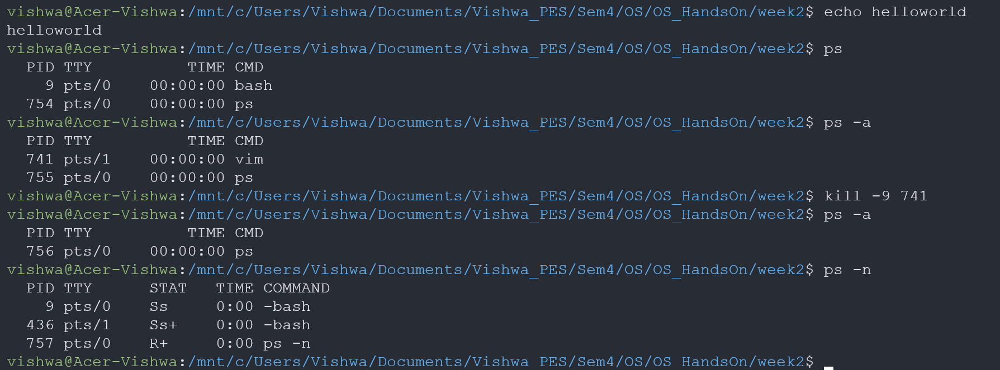 vishwa@Acer-Vishwa:/mnt/c/Users/Vishwa/Documents/Vishwa_PES/Sem4/OS/OS_HandsOn/week2$ echo helloworld
helloworld
vishwa@Acer-Vishwa:/mnt/c/Users/Vishwa/Documents/Vishwa_PES/Sem4/OS/OS_HandsOn/week2$ ps
  PID TTY          TIME CMD
    9 pts/0    00:00:00 bash
  754 pts/0    00:00:00 ps
vishwa@Acer-Vishwa:/mnt/c/Users/Vishwa/Documents/Vishwa_PES/Sem4/OS/OS_HandsOn/week2$ ps -a
  PID TTY          TIME CMD
  741 pts/1    00:00:00 vim
  755 pts/0    00:00:00 ps
vishwa@Acer-Vishwa:/mnt/c/Users/Vishwa/Documents/Vishwa_PES/Sem4/OS/OS_HandsOn/week2$ kill -9 741
vishwa@Acer-Vishwa:/mnt/c/Users/Vishwa/Documents/Vishwa_PES/Sem4/OS/OS_HandsOn/week2$ ps -a
  PID TTY          TIME CMD
  756 pts/0    00:00:00 ps
vishwa@Acer-Vishwa:/mnt/c/Users/Vishwa/Documents/Vishwa_PES/Sem4/OS/OS_HandsOn/week2$ ps -n
  PID TTY      STAT   TIME COMMAND
    9 pts/0    Ss     0:00 -bash
  436 pts/1    Ss+    0:00 -bash
  757 pts/0    R+     0:00 ps -n
vishwa@Acer-Vishwa:/mnt/c/Users/Vishwa/Documents/Vishwa_PES/Sem4/OS/OS_HandsOn/week2$